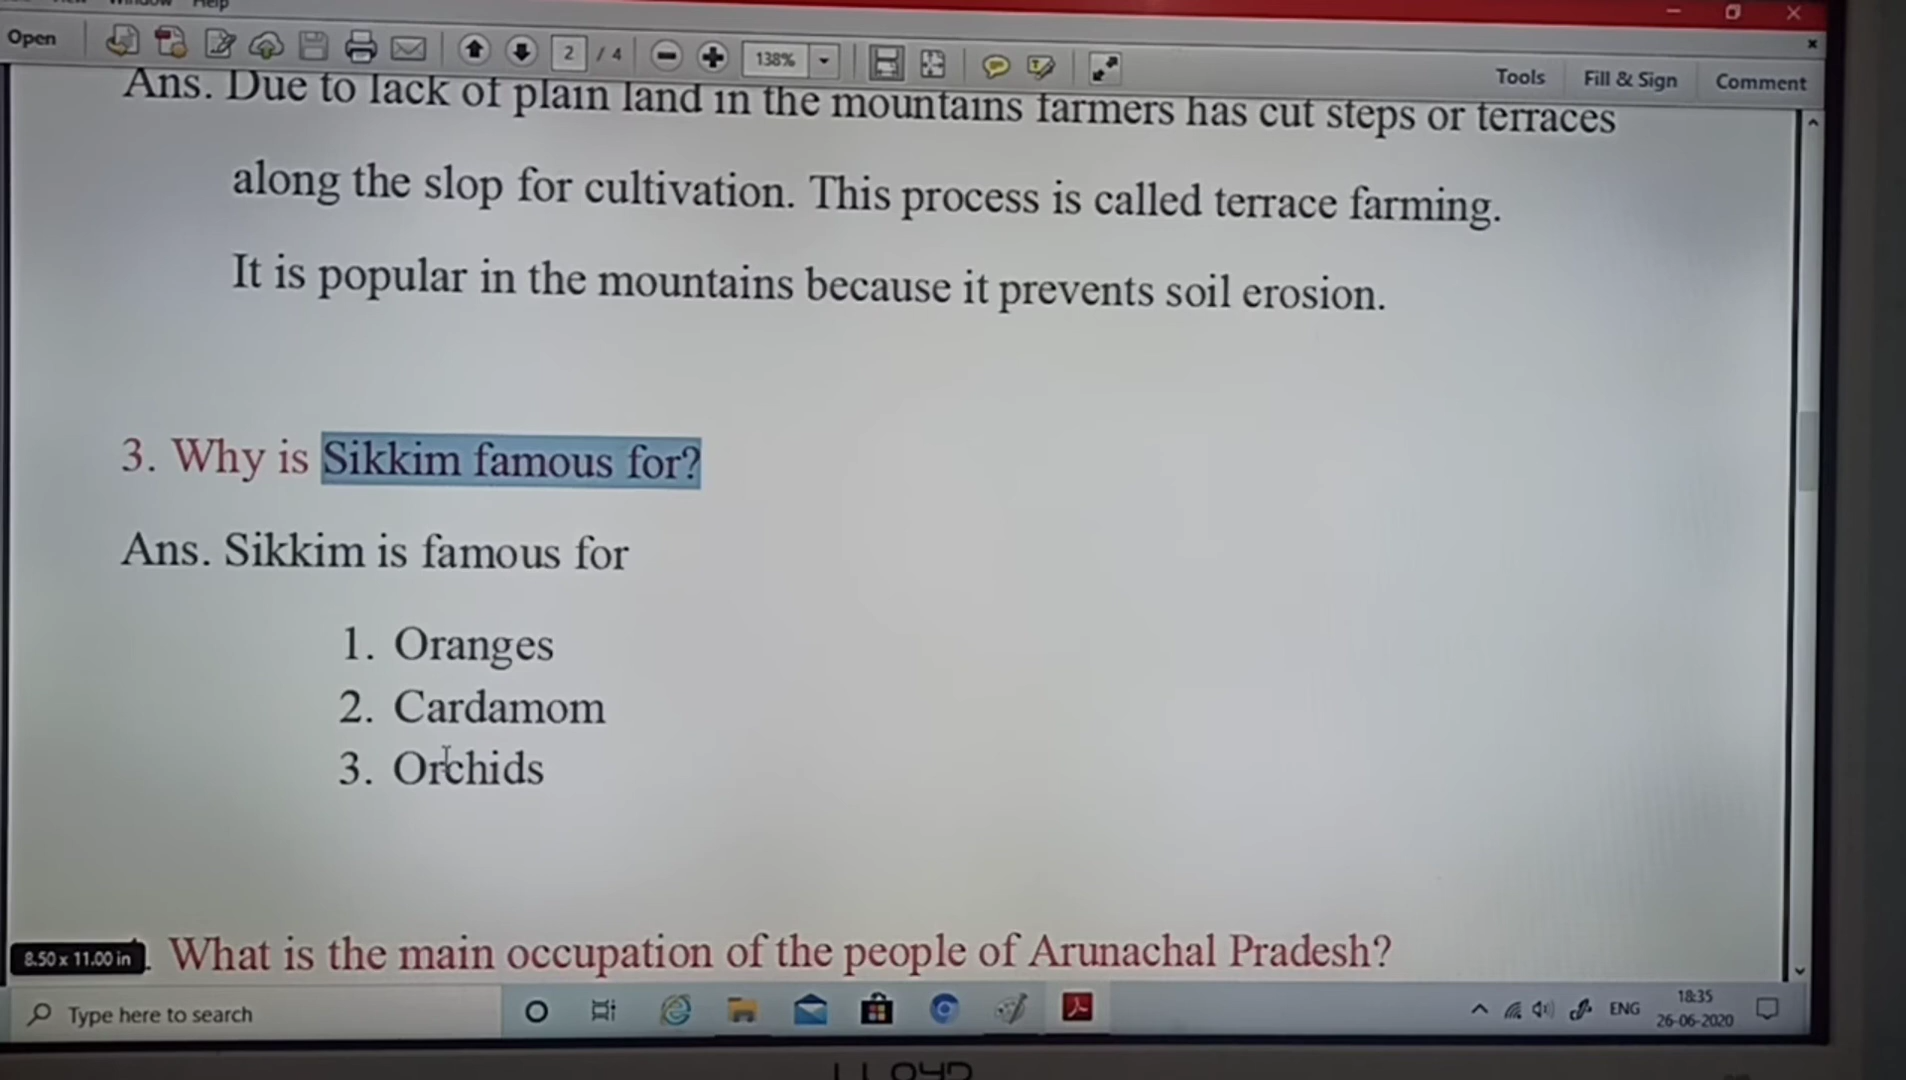 Window Help
Open 2 / 4 138% Tools Fill & Sign Comment
Ans. Due to lack of plain land in the mountains farmers has cut steps or terraces
along the slop for cultivation. This process is called terrace farming.
It is popular in the mountains because it prevents soil erosion.
3. Why is Sikkim famous for?
Ans. Sikkim is famous for
1. Oranges
2. Cardamom
3. Orchids
8.50 x 11.00 in . What is the main occupation of the people of Arunachal Pradesh?
Type here to search ENG 18:35
26-06-2020
LLOYD